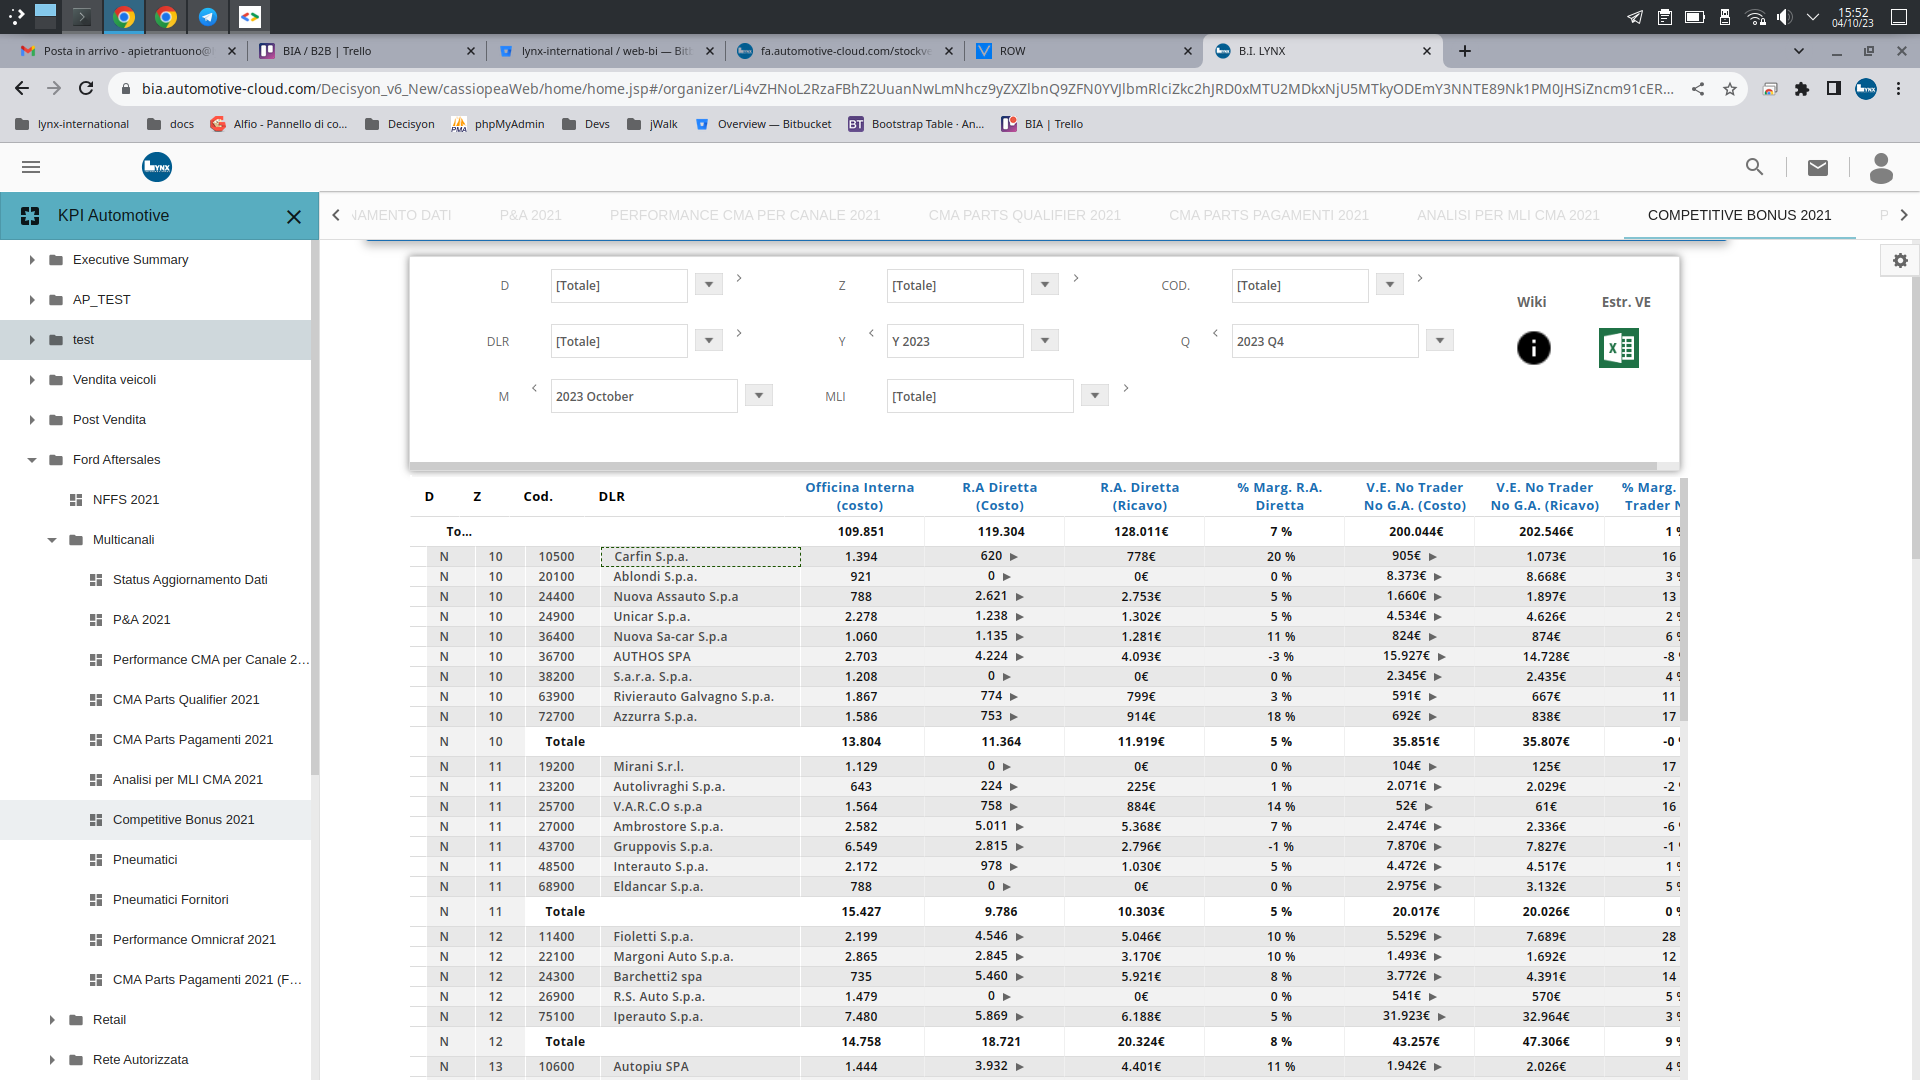 15:52
04/10/23
Posta in arrivo - apietrantuono@
BIA / B2B | Trello
lynx-international / web-bi — Bit
fa.automotive-cloud.com/stockve
ROW
B.I. LYNX
bia.automotive-cloud.com/Decisyon_v6_New/cassiopeaWeb/home/home.jsp#/organizer/
lynx-international
docs
Alfio - Pannello di co...
Decisyon
phpMyAdmin
Devs
jWalk
Overview — Bitbucket
Bootstrap Table · An...
BIA | Trello
KPI Automotive
NAMENTO DATI
P&A 2021
PERFORMANCE CMA PER CANALE 2021
CMA PARTS QUALIFIER 2021
CMA PARTS PAGAMENTI 2021
ANALISI PER MLI CMA 2021
COMPETITIVE BONUS 2021
P
Executive Summary
AP_TEST
test
Vendita veicoli
Post Vendita
Ford Aftersales
NFFS 2021
Multicanali
Status Aggiornamento Dati
P&A 2021
Performance CMA per Canale 2...
CMA Parts Qualifier 2021
CMA Parts Pagamenti 2021
Analisi per MLI CMA 2021
Competitive Bonus 2021
Pneumatici
Pneumatici Fornitori
Performance Omnicraf 2021
CMA Parts Pagamenti 2021 (F...
Retail
Rete Autorizzata
D [Totale] Z [Totale] COD. [Totale]
Wiki Estr. VE
DLR [Totale] Y Y 2023 Q 2023 Q4
M 2023 October MLI [Totale]
D Z Cod. DLR Officina Interna (costo) R.A Diretta (Costo) R.A. Diretta (Ricavo) % Marg. R.A. Diretta V.E. No Trader No G.A. (Costo) V.E. No Trader No G.A. (Ricavo) % Marg. Trader N
To... 109.851 119.304 128.011€ 7 % 200.044€ 202.546€ 1 %
N 10 10500 Carfin S.p.a. 1.394 620 778€ 20 % 905€ 1.073€ 16
N 10 20100 Ablondi S.p.a. 921 0 0€ 0 % 8.373€ 8.668€ 3 %
N 10 24400 Nuova Assauto S.p.a 788 2.621 2.753€ 5 % 1.660€ 1.897€ 13
N 10 24900 Unicar S.p.a. 2.278 1.238 1.302€ 5 % 4.534€ 4.626€ 2 %
N 10 36400 Nuova Sa-car S.p.a 1.060 1.135 1.281€ 11 % 824€ 874€ 6 %
N 10 36700 AUTHOS SPA 2.703 4.224 4.093€ -3 % 15.927€ 14.728€ -8
N 10 38200 S.a.r.a. S.p.a. 1.208 0 0€ 0 % 2.345€ 2.435€ 4 %
N 10 63900 Rivierauto Galvagno S.p.a. 1.867 774 799€ 3 % 591€ 667€ 11
N 10 72700 Azzurra S.p.a. 1.586 753 914€ 18 % 692€ 838€ 17
N 10 Totale 13.804 11.364 11.919€ 5 % 35.851€ 35.807€ -0
N 11 19200 Mirani S.r.l. 1.129 0 0€ 0 % 104€ 125€ 17
N 11 23200 Autolivraghi S.p.a. 643 224 225€ 1 % 2.071€ 2.029€ -2
N 11 25700 V.A.R.C.O s.p.a 1.564 758 884€ 14 % 52€ 61€ 16
N 11 27000 Ambrostore S.p.a. 2.582 5.011 5.368€ 7 % 2.474€ 2.336€ -6
N 11 43700 Gruppovis S.p.a. 6.549 2.815 2.796€ -1 % 7.870€ 7.827€ -1
N 11 48500 Interauto S.p.a. 2.172 978 1.030€ 5 % 4.472€ 4.517€ 1 %
N 11 68900 Eldancar S.p.a. 788 0 0€ 0 % 2.975€ 3.132€ 5 %
N 11 Totale 15.427 9.786 10.303€ 5 % 20.017€ 20.026€ 0 %
N 12 11400 Fioletti S.p.a. 2.199 4.546 5.046€ 10 % 5.529€ 7.689€ 28
N 12 22100 Margoni Auto S.p.a. 2.865 2.845 3.170€ 10 % 1.493€ 1.692€ 12
N 12 24300 Barchetti2 spa 735 5.460 5.921€ 8 % 3.772€ 4.391€ 14
N 12 26900 R.S. Auto S.p.a. 1.479 0 0€ 0 % 541€ 570€ 5 %
N 12 75100 Iperauto S.p.a. 7.480 5.869 6.188€ 5 % 31.923€ 32.964€ 3 %
N 12 Totale 14.758 18.721 20.324€ 8 % 43.257€ 47.306€ 9 %
N 13 10600 Autopiu SPA 1.444 3.932 4.401€ 11 % 1.942€ 2.026€ 4 %